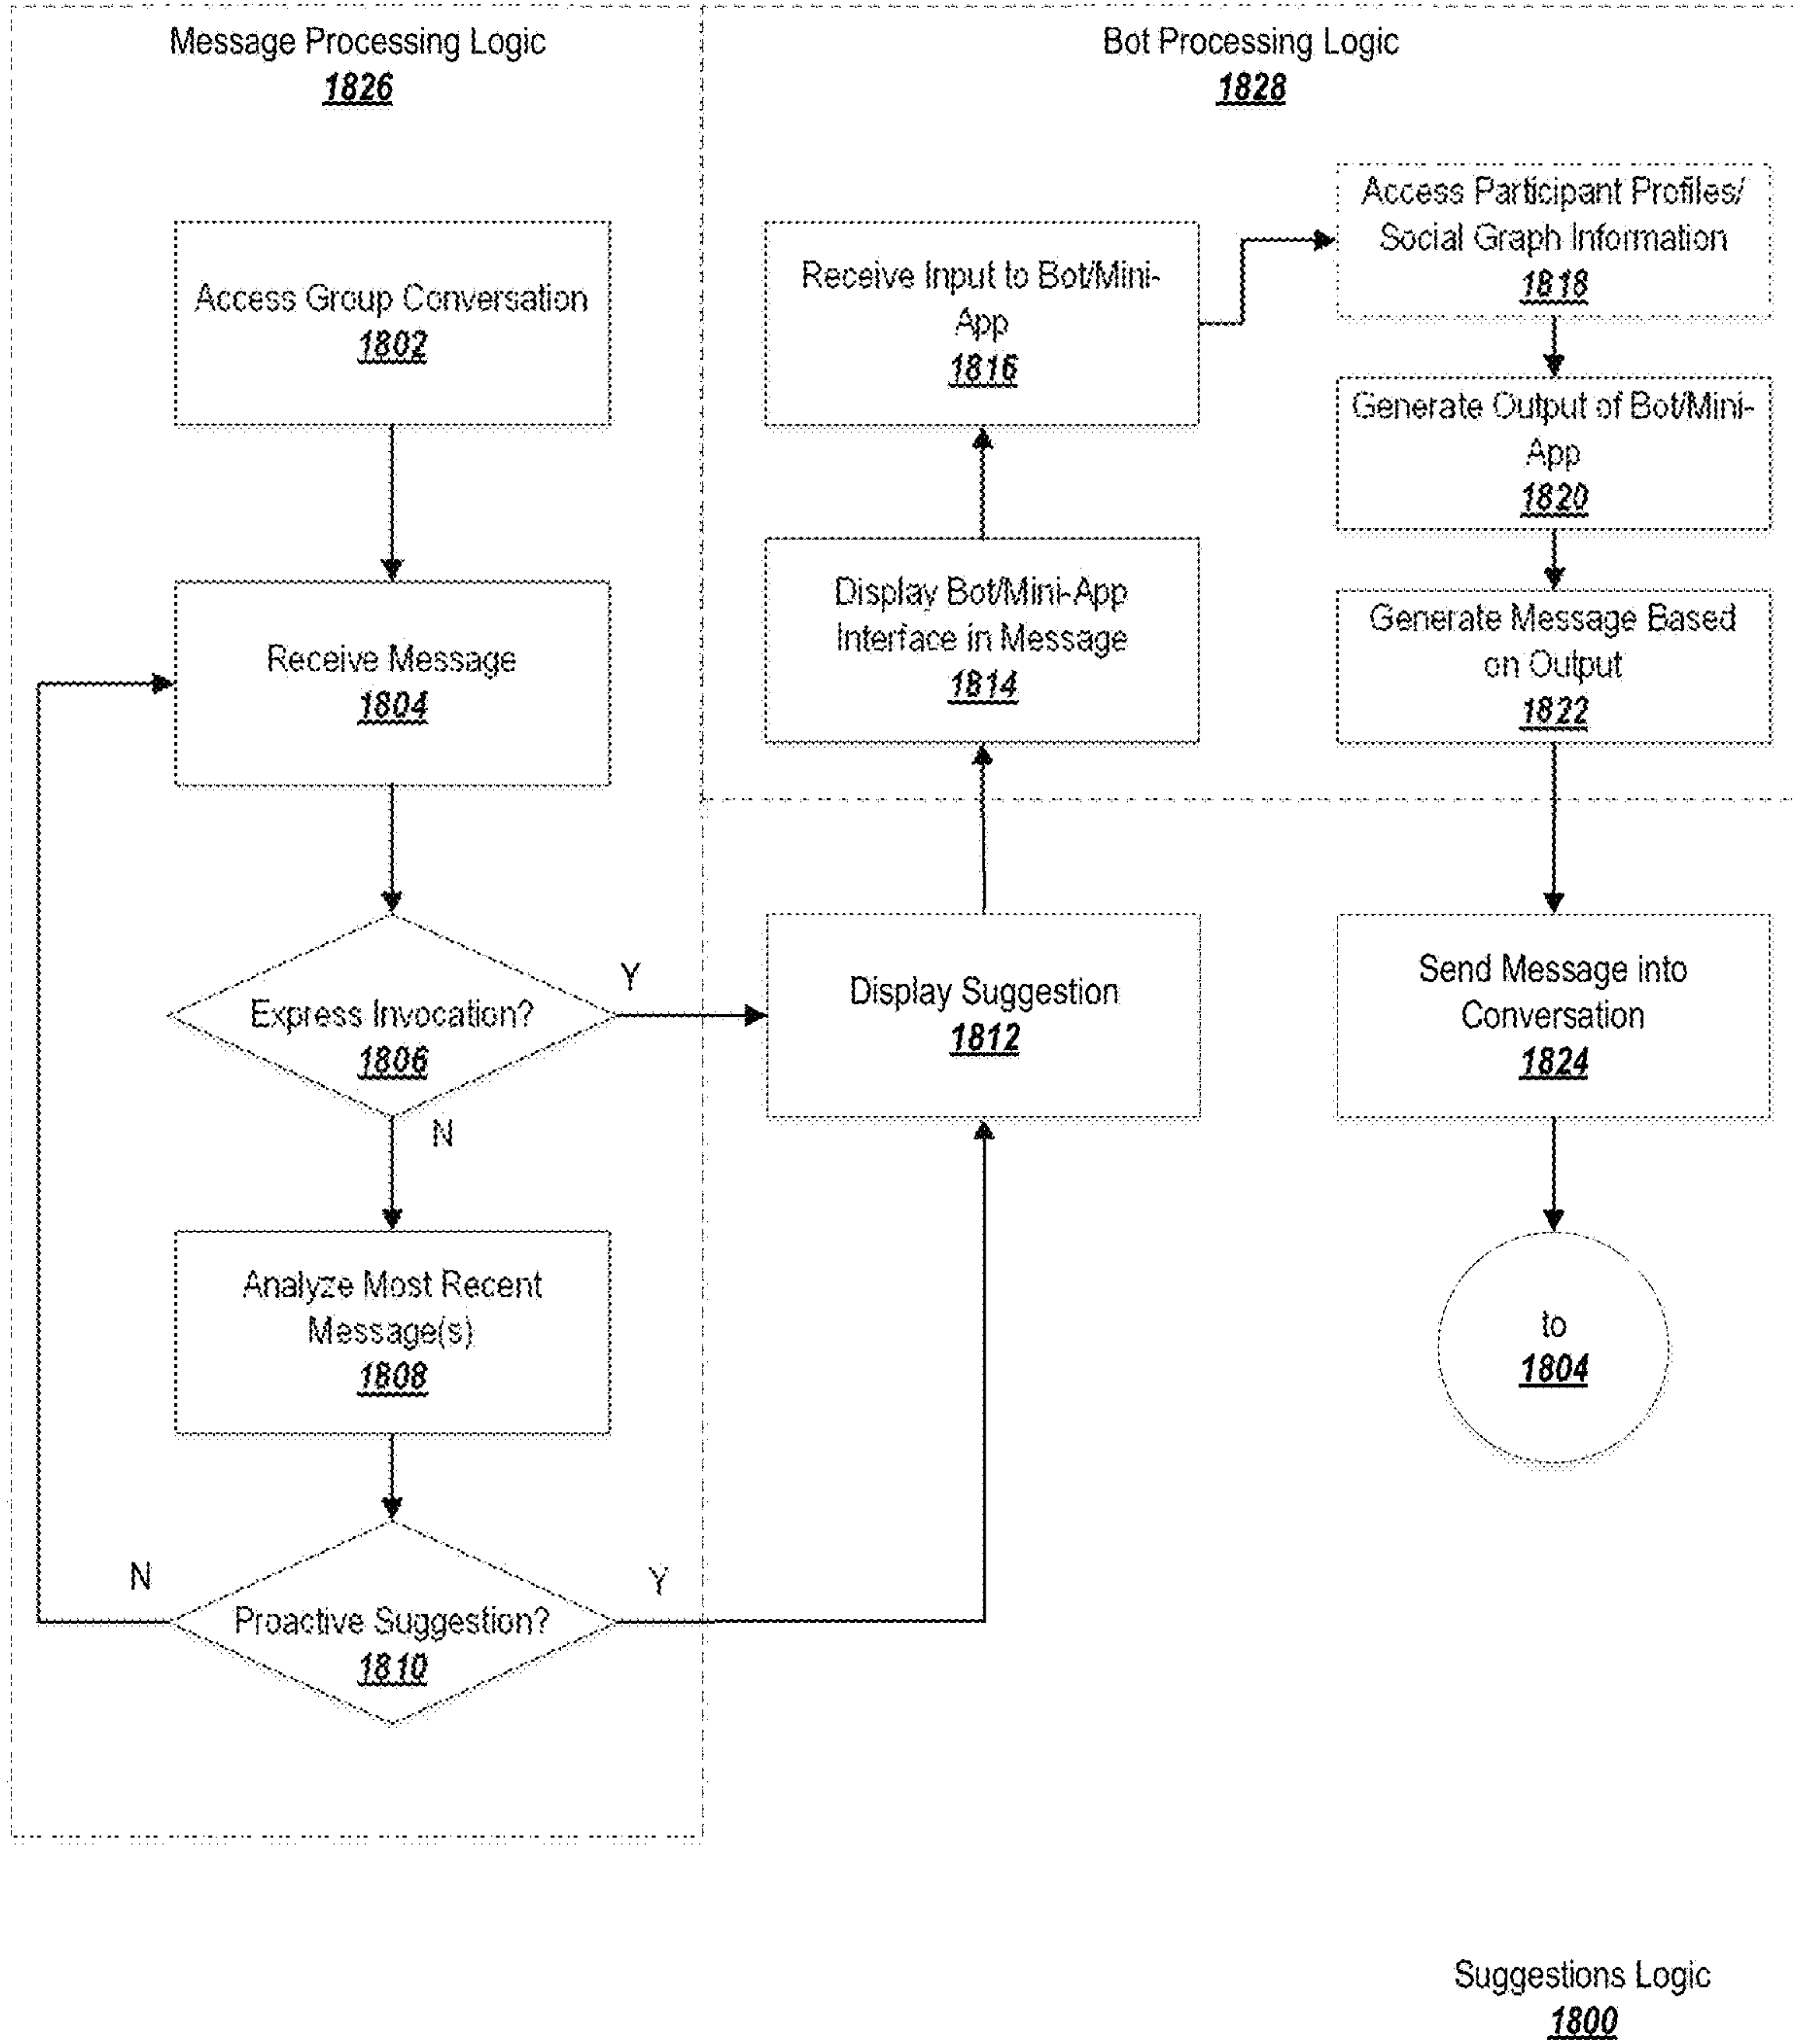 Message Processing Logic
1826
Bot Processing Logic
1828
Access Group Conversation
1802
Receive Message
1804
Express Invocation?
1806
Y
N
Analyze Most Recent
Message(s)
1808
Proactive Suggestion?
1810
N
Y
Display Suggestion
1812
Display Bot/Mini-App
Interface in Message
1814
Receive Input to Bot/Mini-
App
1816
Access Participant Profiles/
Social Graph Information
1818
Generate Output of Bot/Mini-
App
1820
Generate Message Based
on Output
1822
Send Message into
Conversation
1824
to
1804
Suggestions Logic
1800